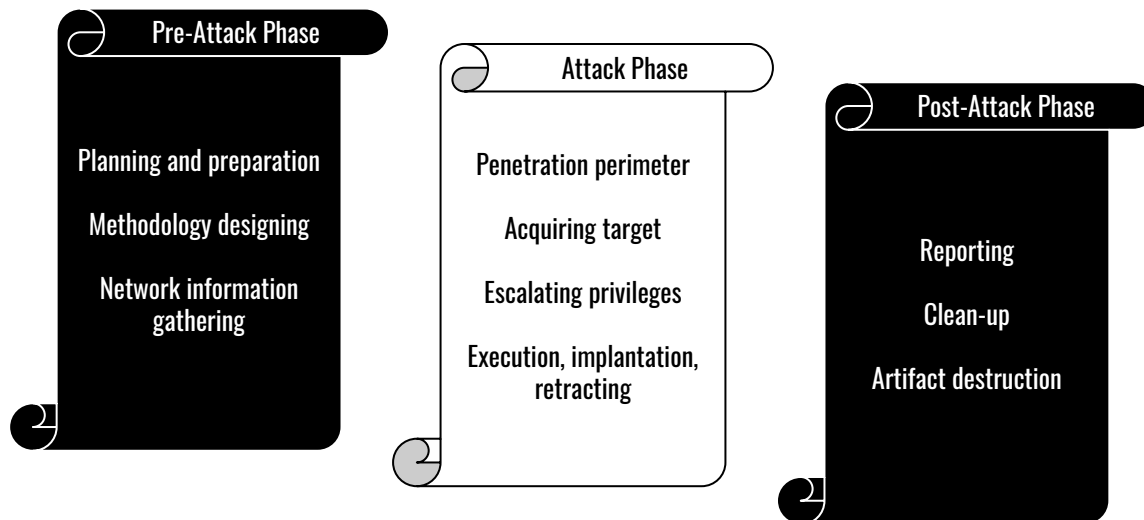 Pre-Attack Phase
Planning and preparation
Methodology designing
Network information
gathering
Attack Phase
Penetration perimeter
Acquiring target
Escalating privileges
Execution, implantation,
retracting
Post-Attack Phase
Reporting
Clean-up
Artifact destruction